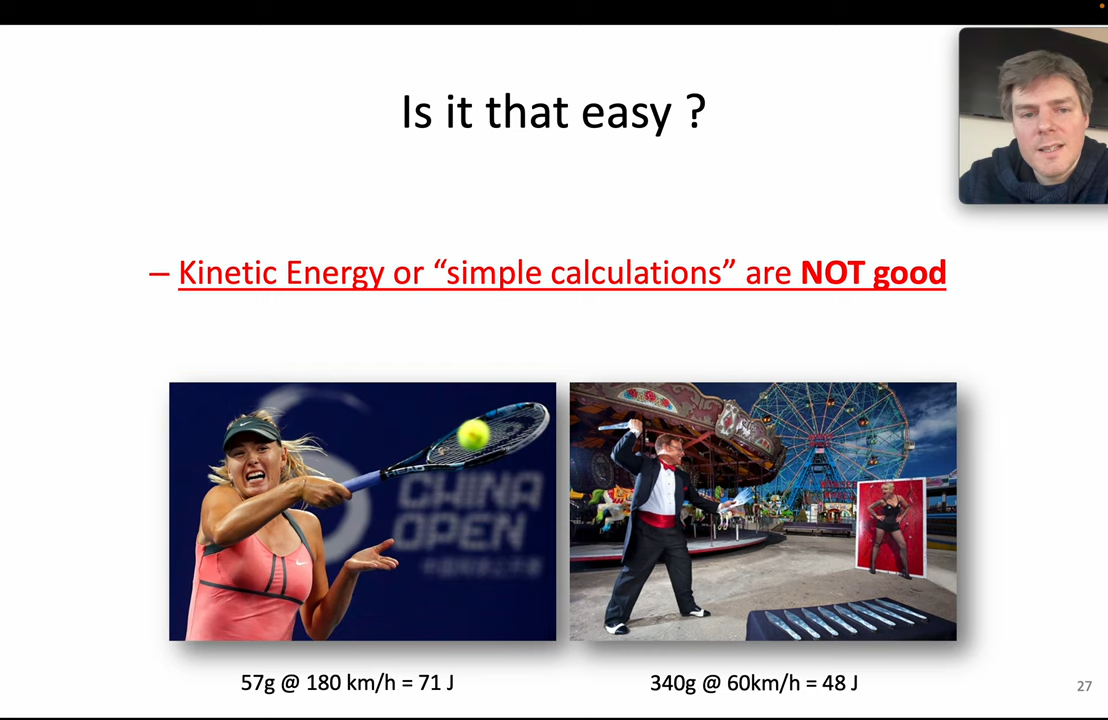 Is it that easy ?
– Kinetic Energy or “simple calculations” are NOT good
CHINA
OPEN
57g @ 180 km/h = 71 J
340g @ 60km/h = 48 J
27